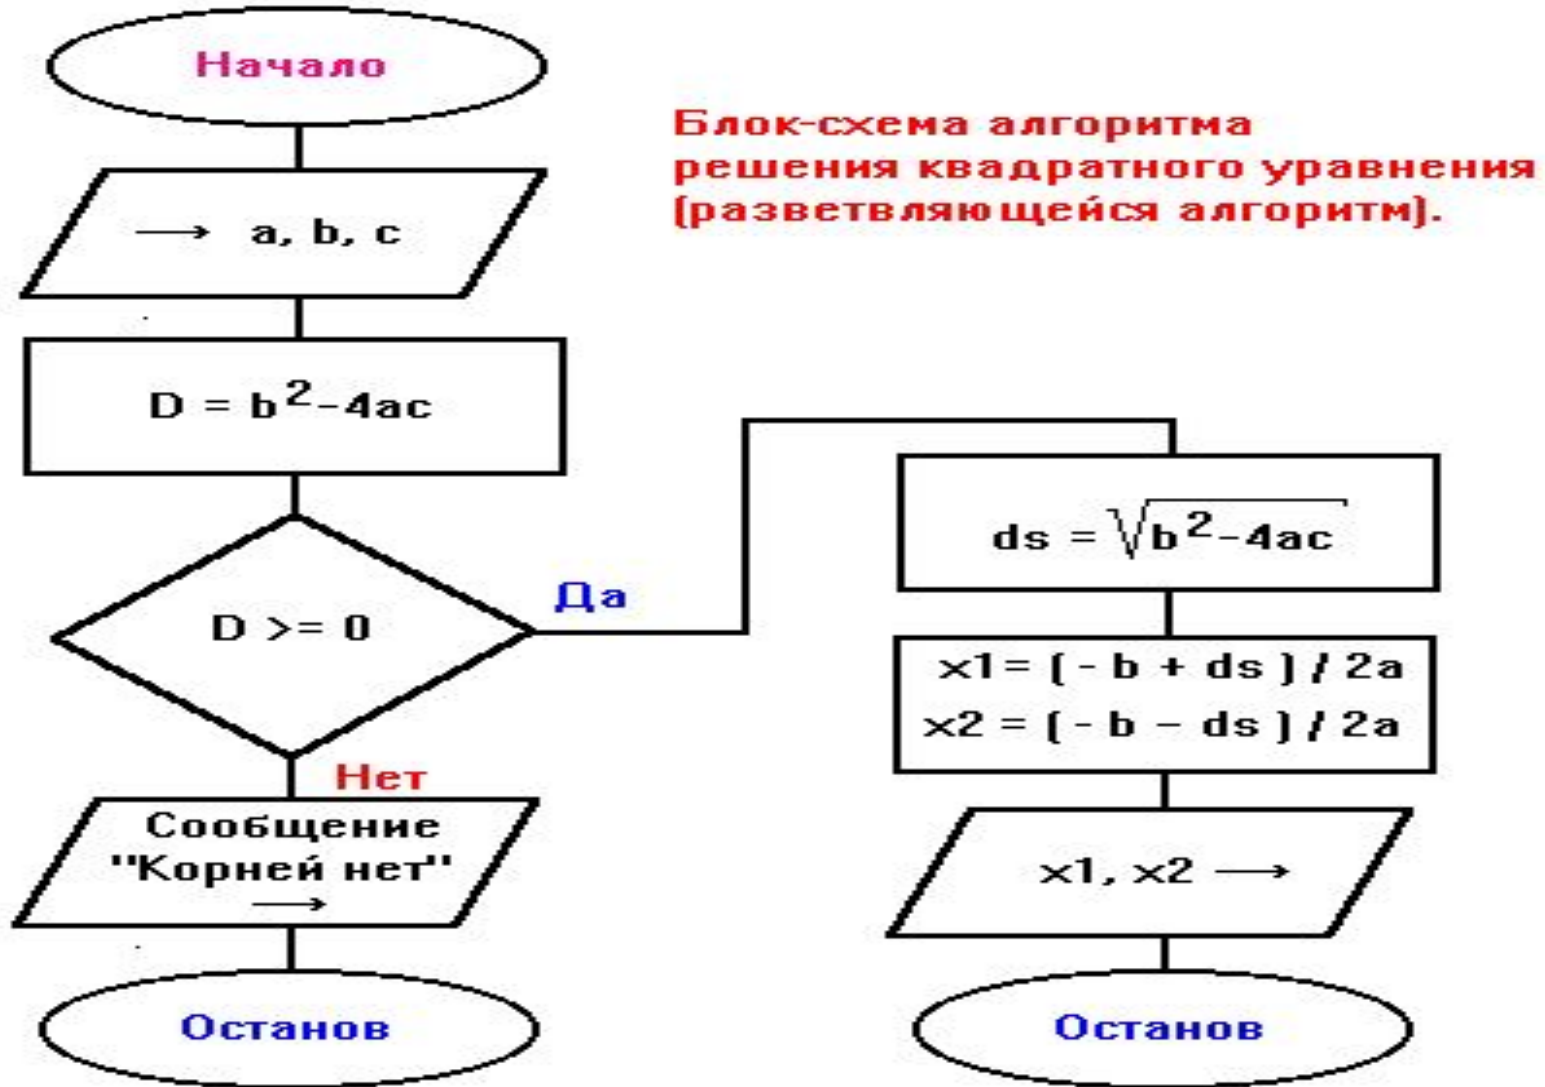 Начало
Блок-схема алгоритма
решения квадратного уравнения
(разветвляющейся алгоритм).
→ a, b, c
D = b²-4ac
D >= 0
Да
Нет
Сообщение
"Корней нет"
→
Останов
ds = √b²-4ac
x1= ( - b + ds ) / 2a
x2 = ( - b - ds ) / 2a
x1, x2 →
Останов